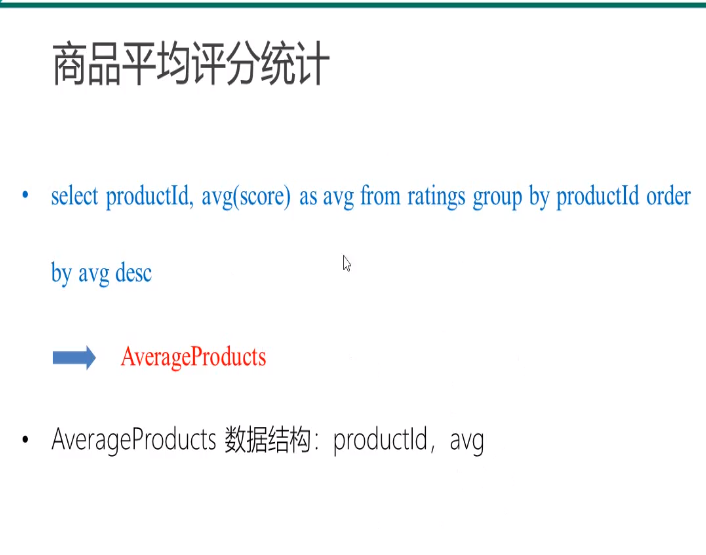 商品平均评分统计
• select productId, avg(score) as avg from ratings group by productId order
by avg desc
AverageProducts
• AverageProducts 数据结构：productId，avg